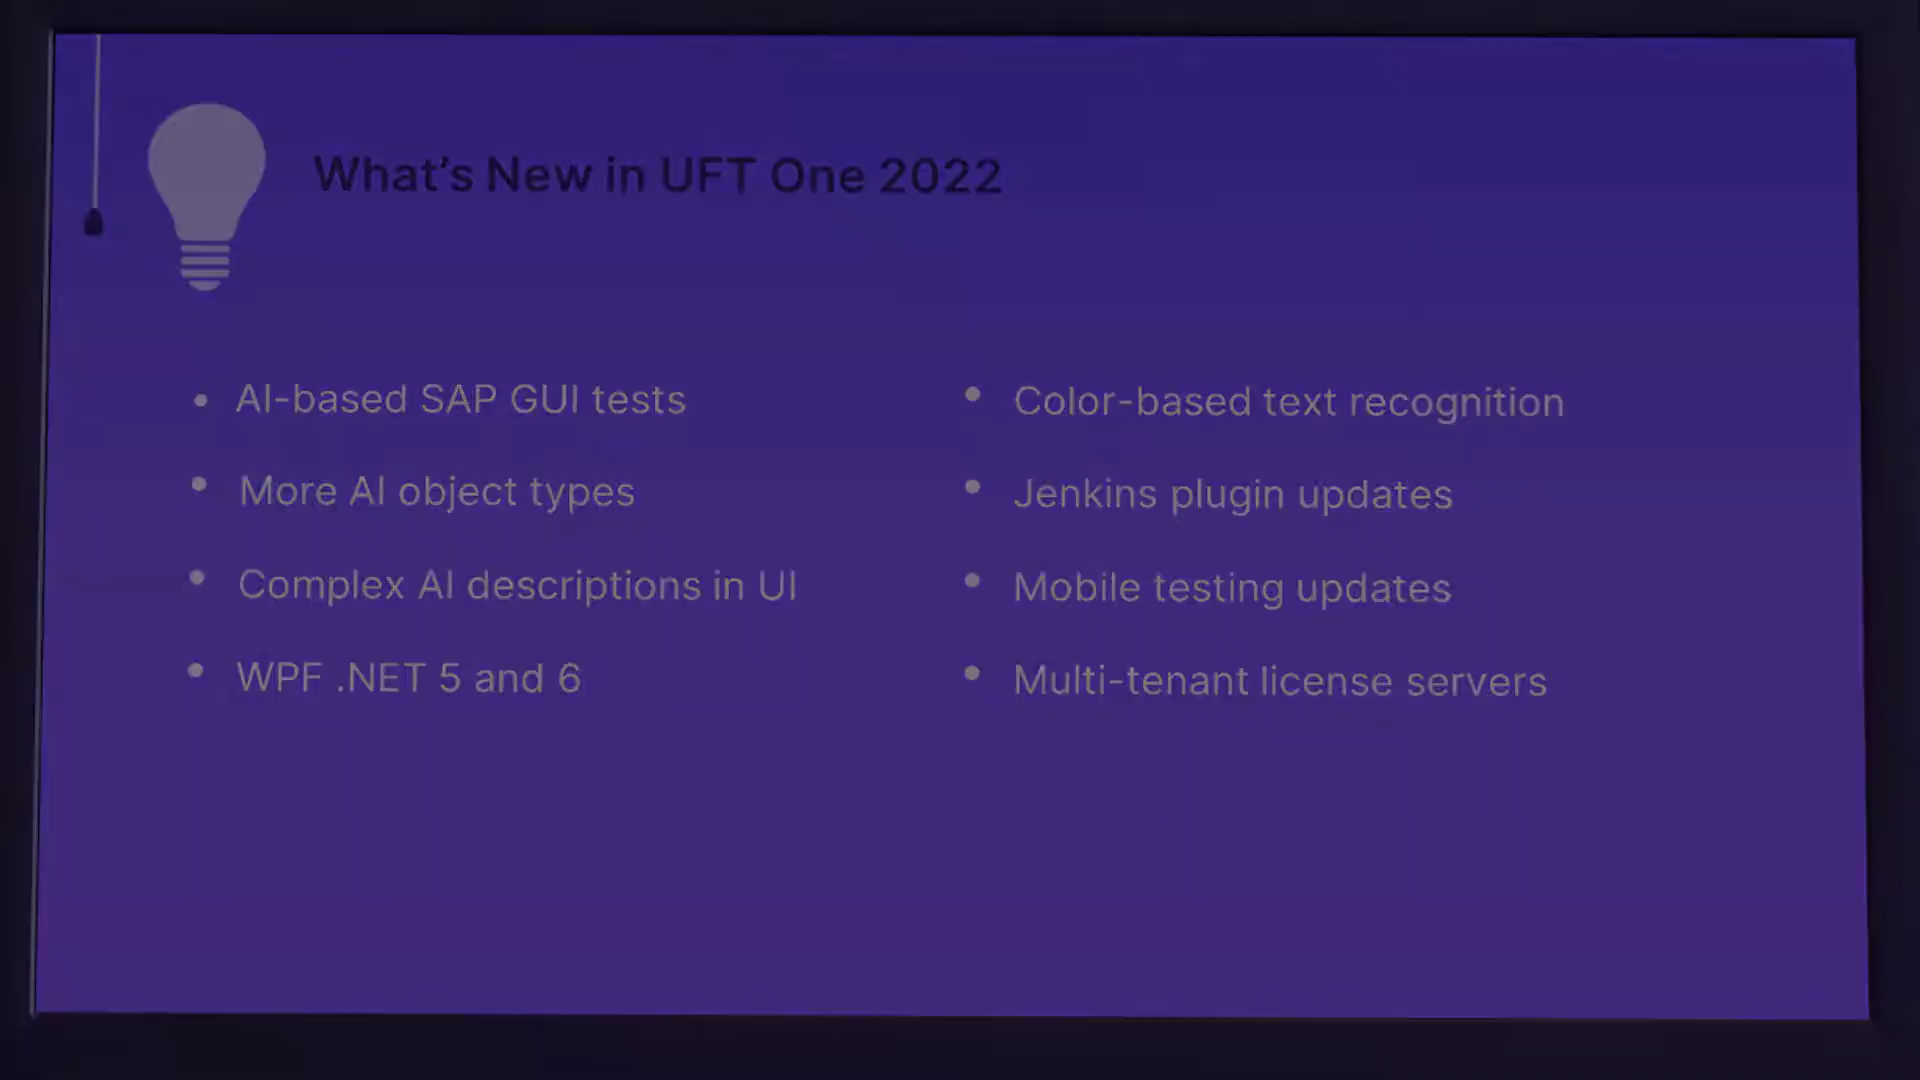 What's New in UFT One 2022
AI-based SAP GUI tests
More AI object types
Complex AI descriptions in UI
WPF .NET 5 and 6
Color-based text recognition
Jenkins plugin updates
Mobile testing updates
Multi-tenant license servers